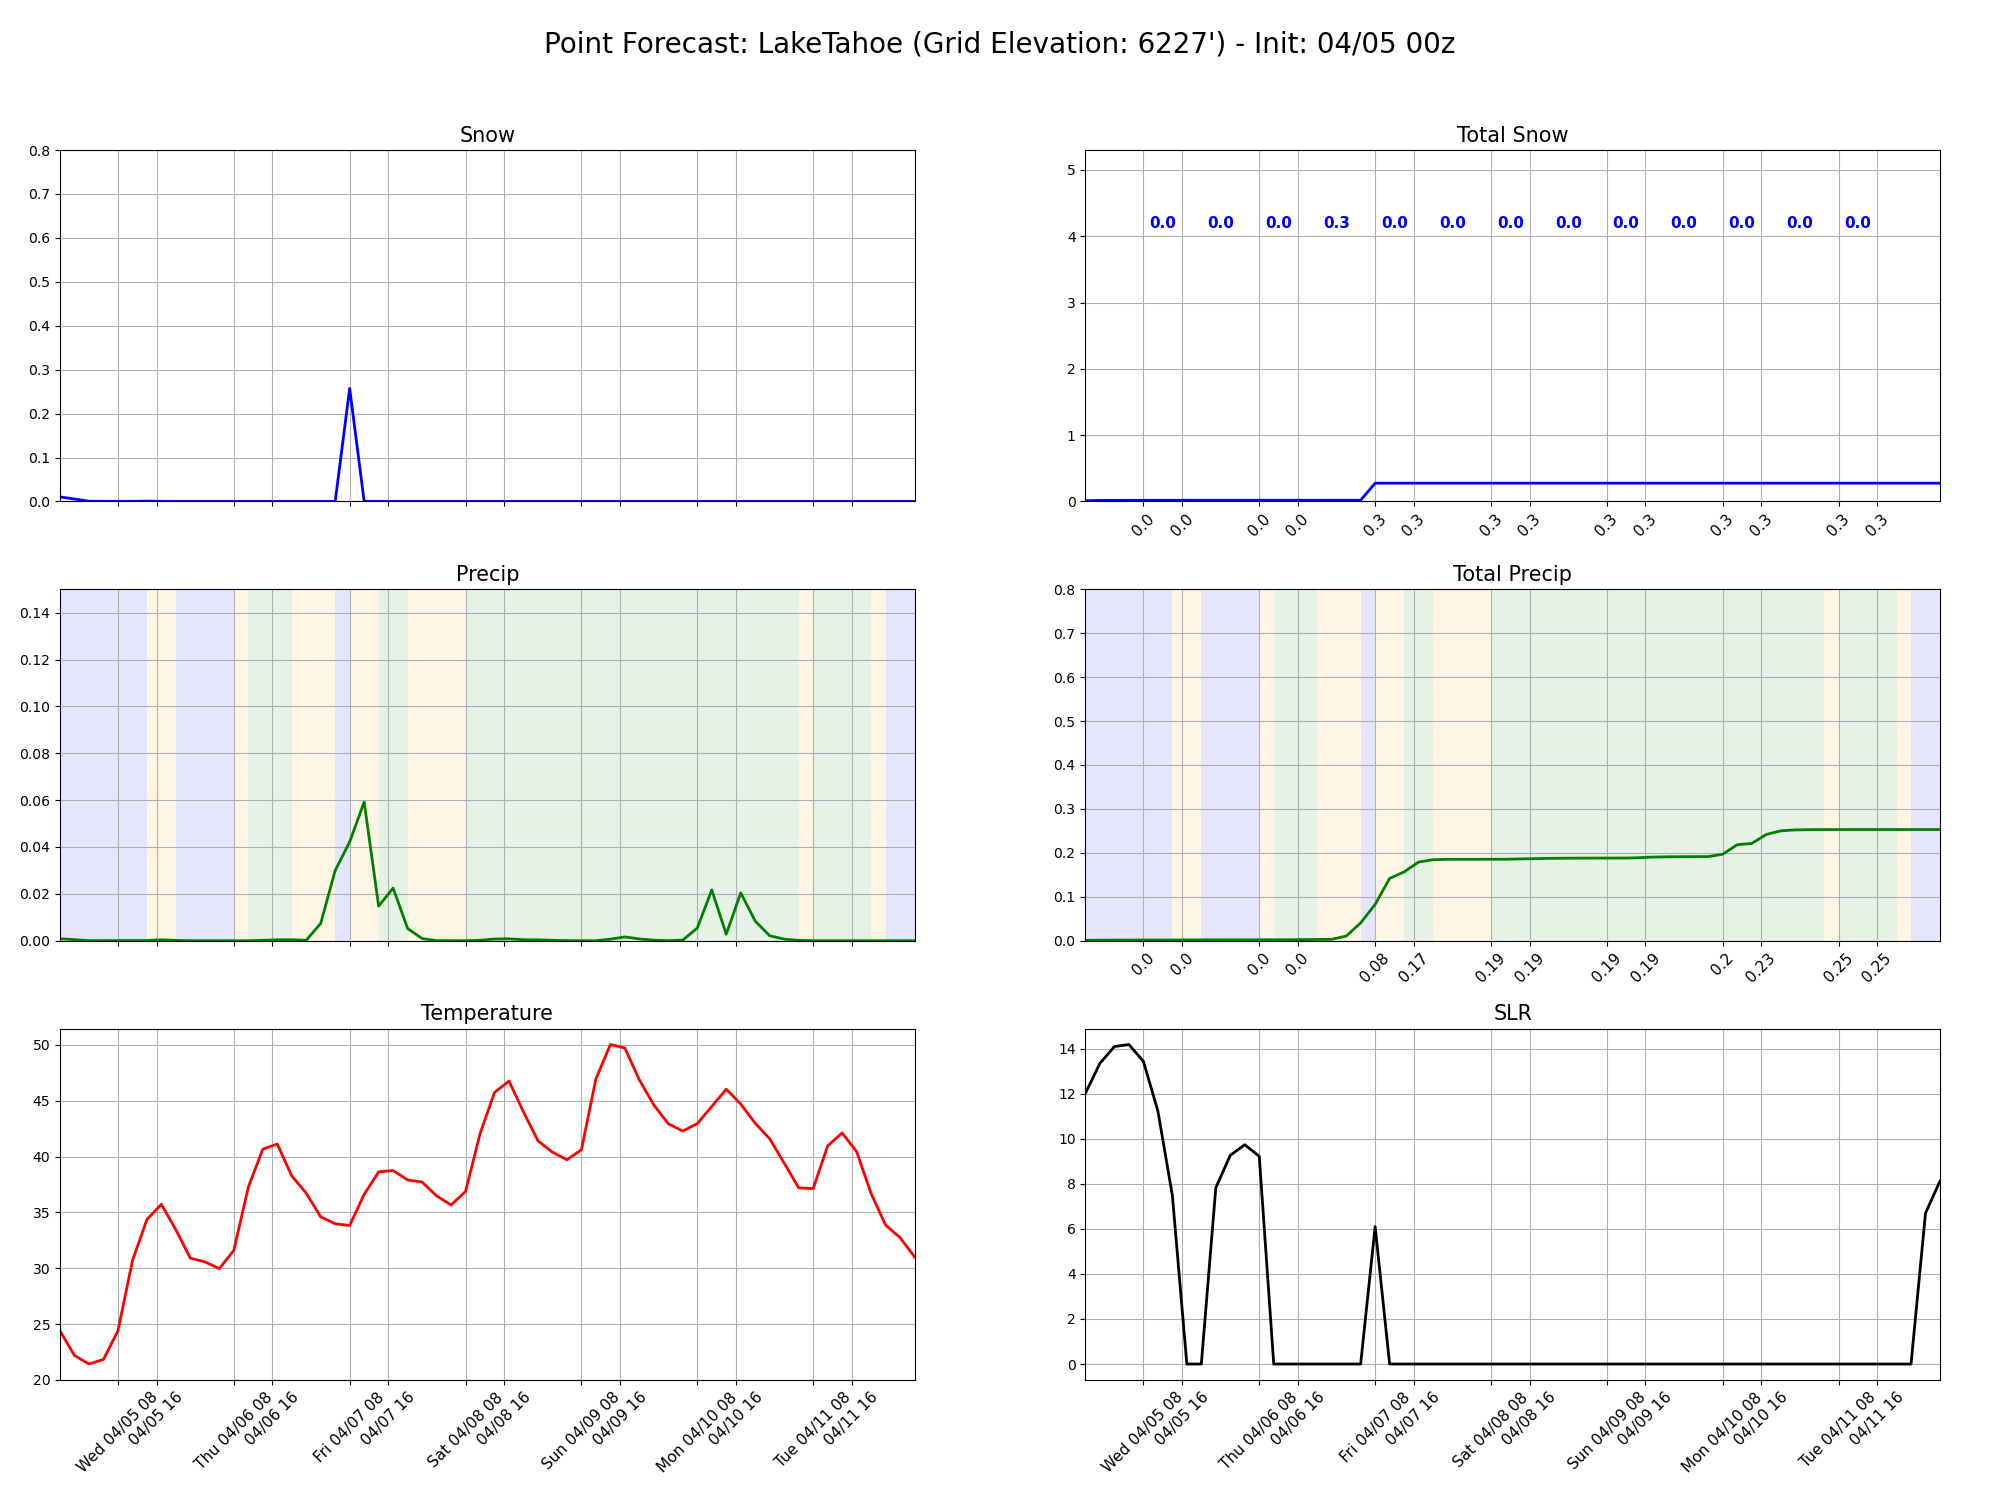 Point Forecast: LakeTahoe (Grid Elevation: 6227') - Init: 04/05 00z
Snow
0.8
0.7
0.6
0.5
0.4
0.3
0.2
0.1
0.0
Total Snow
5
4
3
2
1
0
0.0 0.0 0.0 0.3 0.0 0.0 0.0 0.0 0.0 0.0 0.0 0.0 0.0
0.0 0.0 0.0 0.0 0.3 0.3 0.3 0.3 0.3 0.3 0.3 0.3 0.3 0.3
Precip
0.14
0.12
0.10
0.08
0.06
0.04
0.02
0.00
Total Precip
0.8
0.7
0.6
0.5
0.4
0.3
0.2
0.1
0.0
0.0 0.0 0.0 0.0 0.08 0.17 0.19 0.19 0.19 0.19 0.2 0.23 0.25 0.25
Temperature
50
45
40
35
30
25
20
Wed 04/05 08
04/05 16
Thu 04/06 08
04/06 16
Fri 04/07 08
04/07 16
Sat 04/08 08
04/08 16
Sun 04/09 08
04/09 16
Mon 04/10 08
04/10 16
Tue 04/11 08
04/11 16
SLR
14
12
10
8
6
4
2
0
Wed 04/05 08
04/05 16
Thu 04/06 08
04/06 16
Fri 04/07 08
04/07 16
Sat 04/08 08
04/08 16
Sun 04/09 08
04/09 16
Mon 04/10 08
04/10 16
Tue 04/11 08
04/11 16